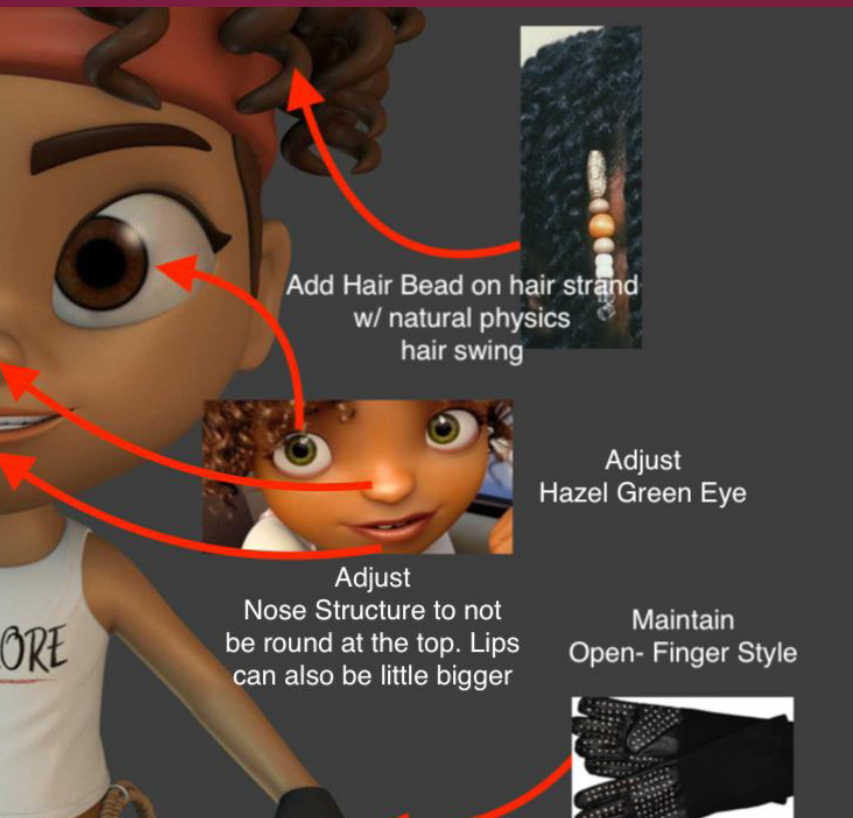 Add Hair Bead on hair strand
w/ natural physics
hair swing
Adjust
Hazel Green Eye
Adjust
Nose Structure to not
be round at the top. Lips
can also be little bigger
Maintain
Open- Finger Style
ORE